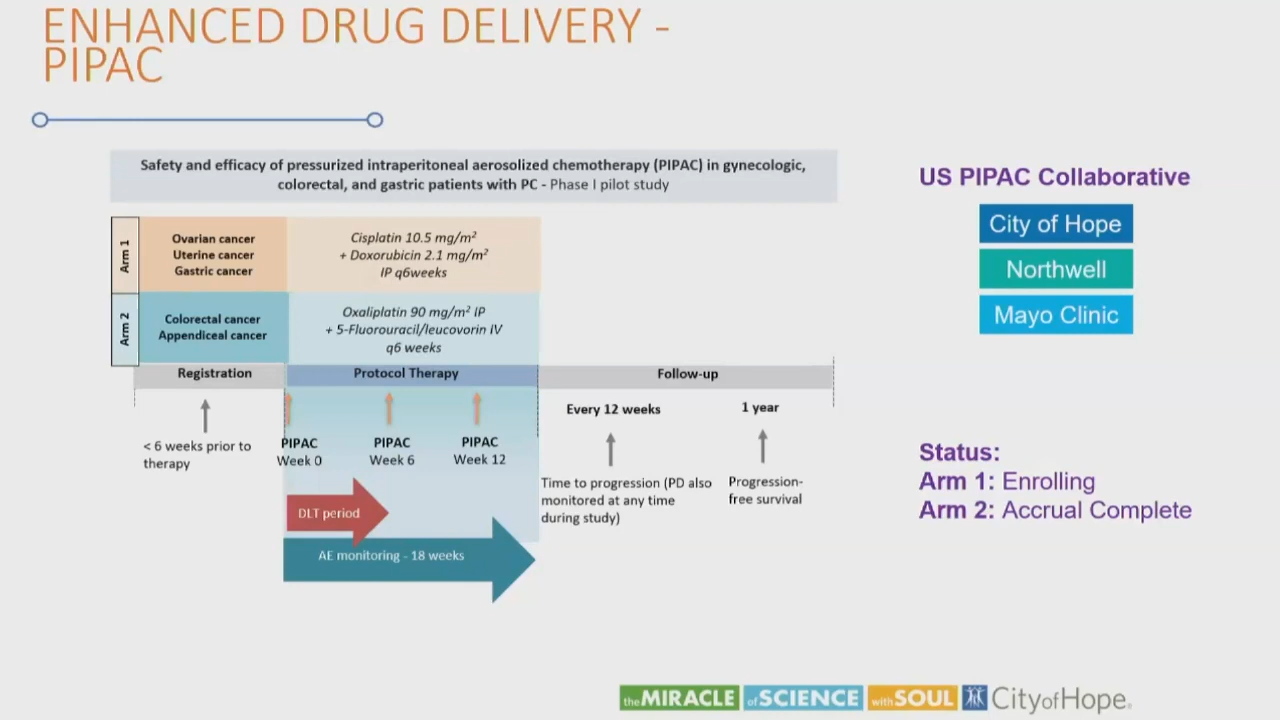 ENHANCED DRUG DELIVERY -
PIPAC
Safety and efficacy of pressurized intraperitoneal aerosolized chemotherapy (PIPAC) in gynecologic,
colorectal, and gastric patients with PC - Phase I pilot study
Arm 1
Ovarian cancer
Uterine cancer
Gastric cancer
Cisplatin 10.5 mg/m²
+ Doxorubicin 2.1 mg/m²
IP q6weeks
Arm 2
Colorectal cancer
Appendiceal cancer
Oxaliplatin 90 mg/m² IP
+ 5-Fluorouracil/leucovorin IV
q6 weeks
Registration
Protocol Therapy
Follow-up
< 6 weeks prior to
therapy
PIPAC
Week 0
PIPAC
Week 6
PIPAC
Week 12
Every 12 weeks
1 year
Time to progression (PD also
monitored at any time
during study)
Progression-
free survival
DLT period
AE monitoring - 18 weeks
US PIPAC Collaborative
City of Hope
Northwell
Mayo Clinic
Status:
Arm 1: Enrolling
Arm 2: Accrual Complete
the MIRACLE of SCIENCE with SOUL City of Hope.